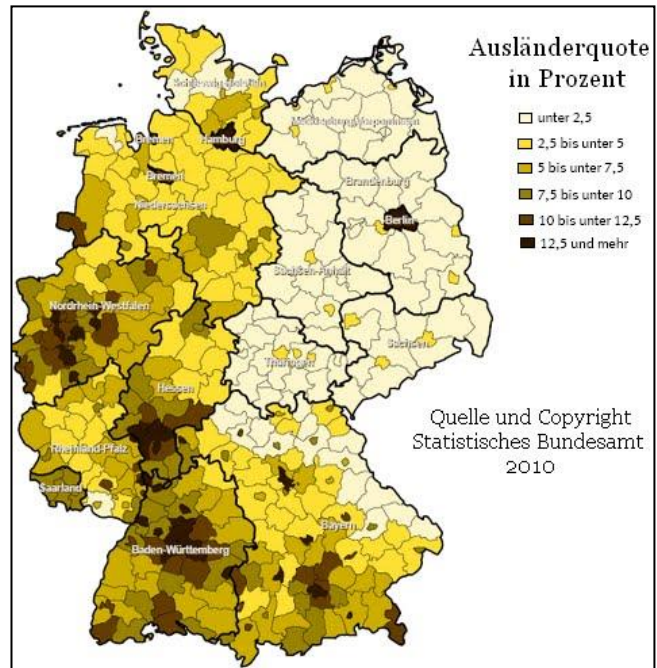 Ausländerquote
in Prozent
unter 2,5
2,5 bis unter 5
5 bis unter 7,5
7,5 bis unter 10
10 bis unter 12,5
12,5 und mehr
Schleswig-Holstein
Mecklenburg-Vorpommern
Hamburg
Bremen
Bremen
Niedersachsen
Brandenburg
Berlin
Sachsen-Anhalt
Nordrhein-Westfalen
Sachsen
Thüringen
Hessen
Rheinland-Pfalz
Saarland
Bayern
Baden-Württemberg
Quelle und Copyright
Statistisches Bundesamt
2010